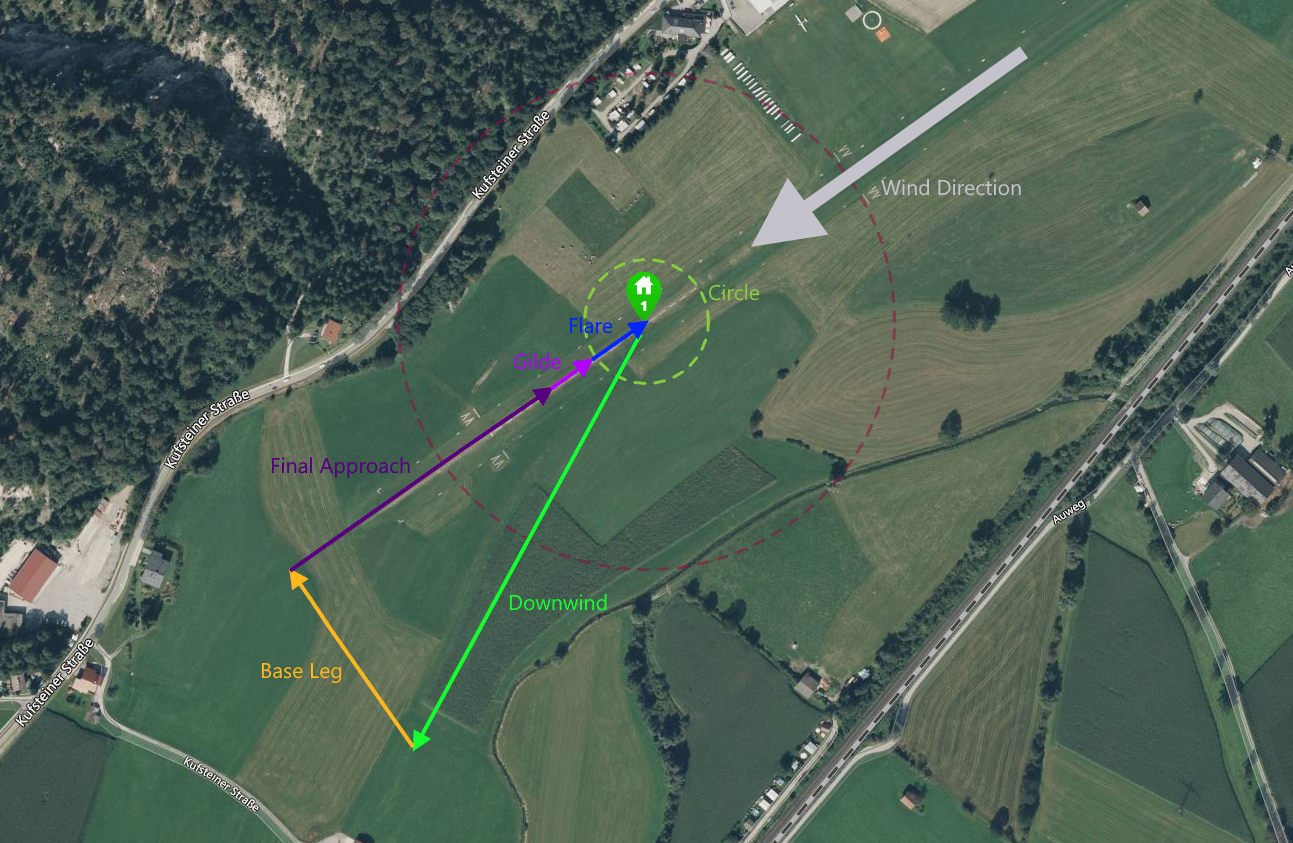 Kufsteiner Straße
Wind Direction
Circle
1
Flare
Glide
Kufsteiner Straße
Final Approach
Auweg
Downwind
Base Leg
Kufsteiner Straße
Kufsteiner Straße